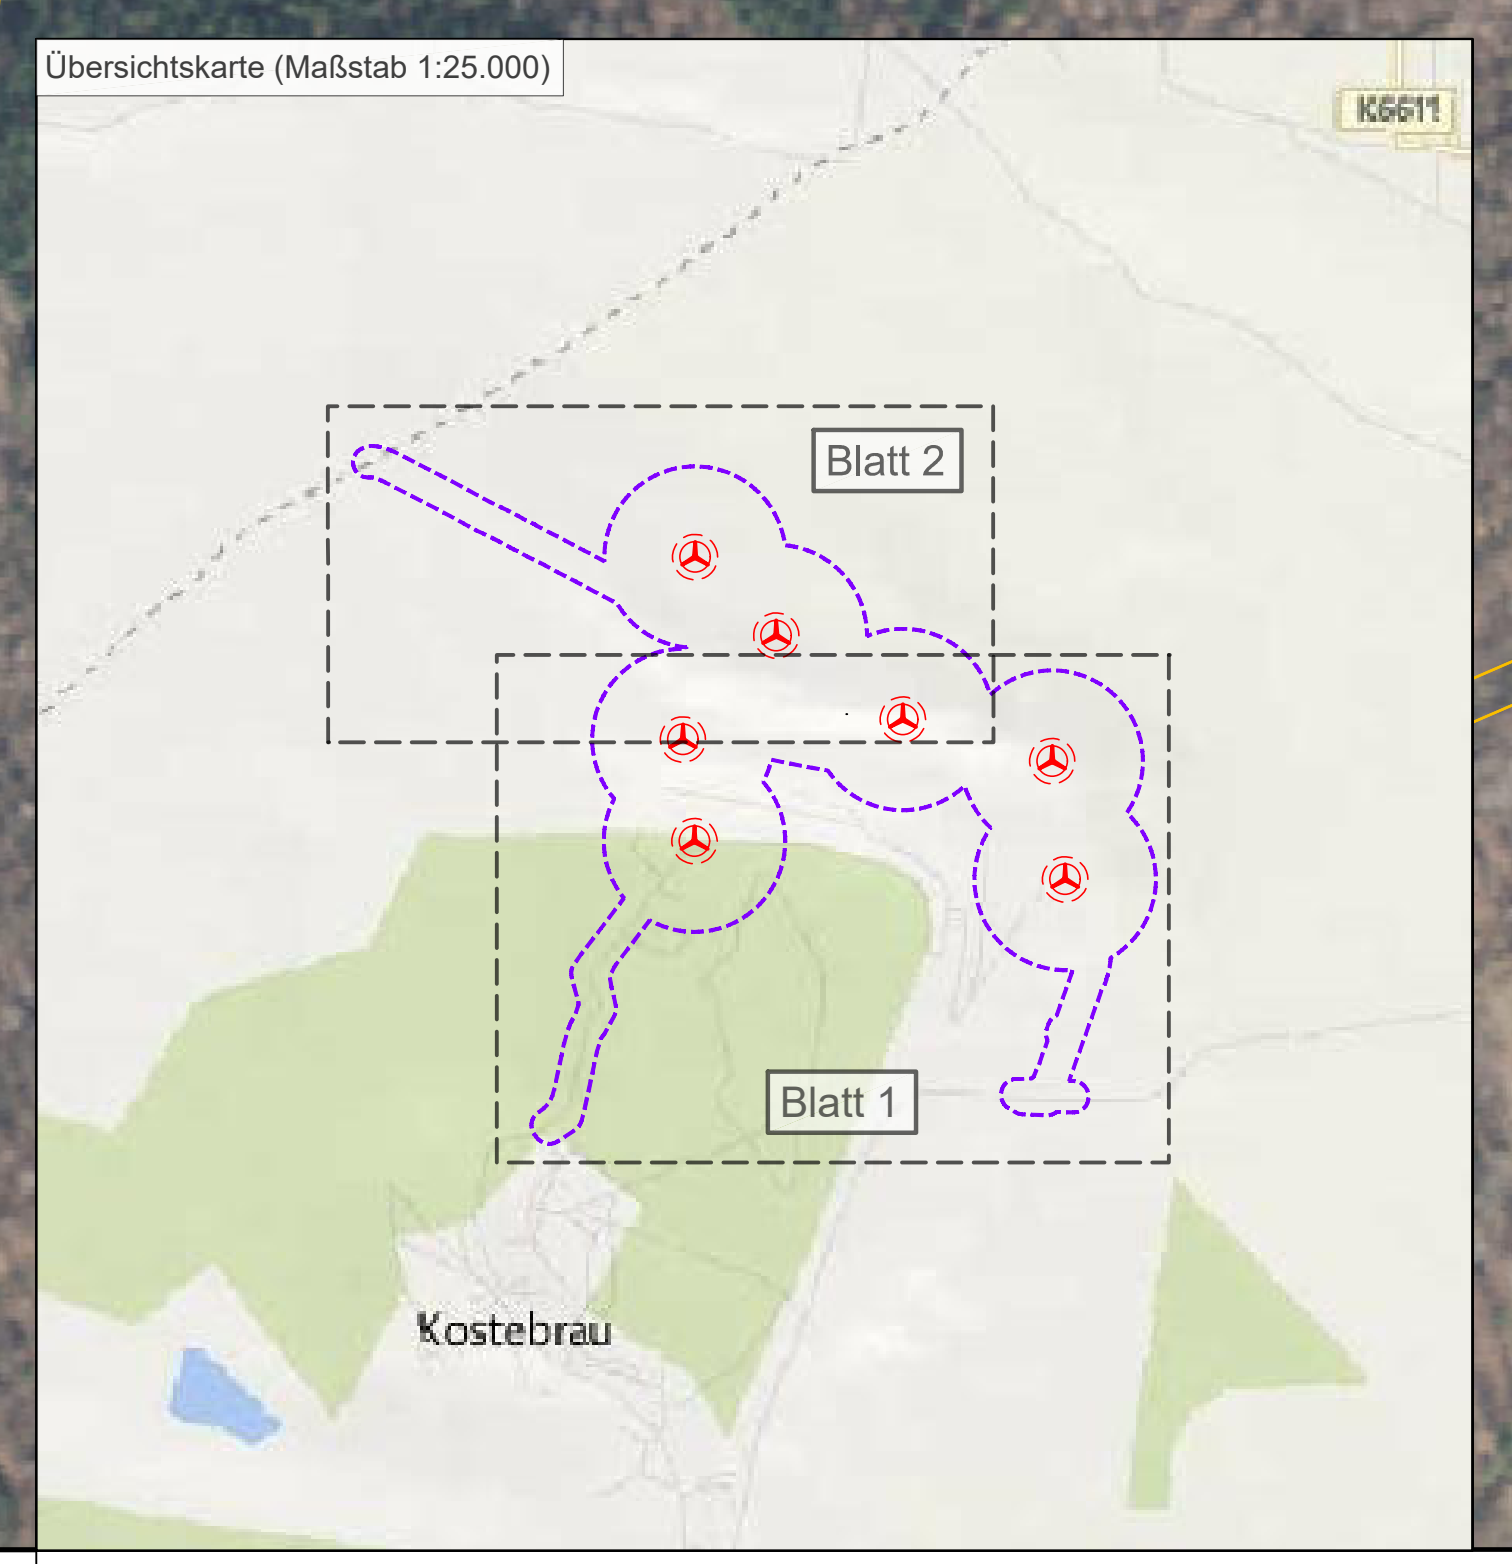 Übersichtskarte (Maßstab 1:25.000)
K6611
Blatt 2
Blatt 1
Kostebrau